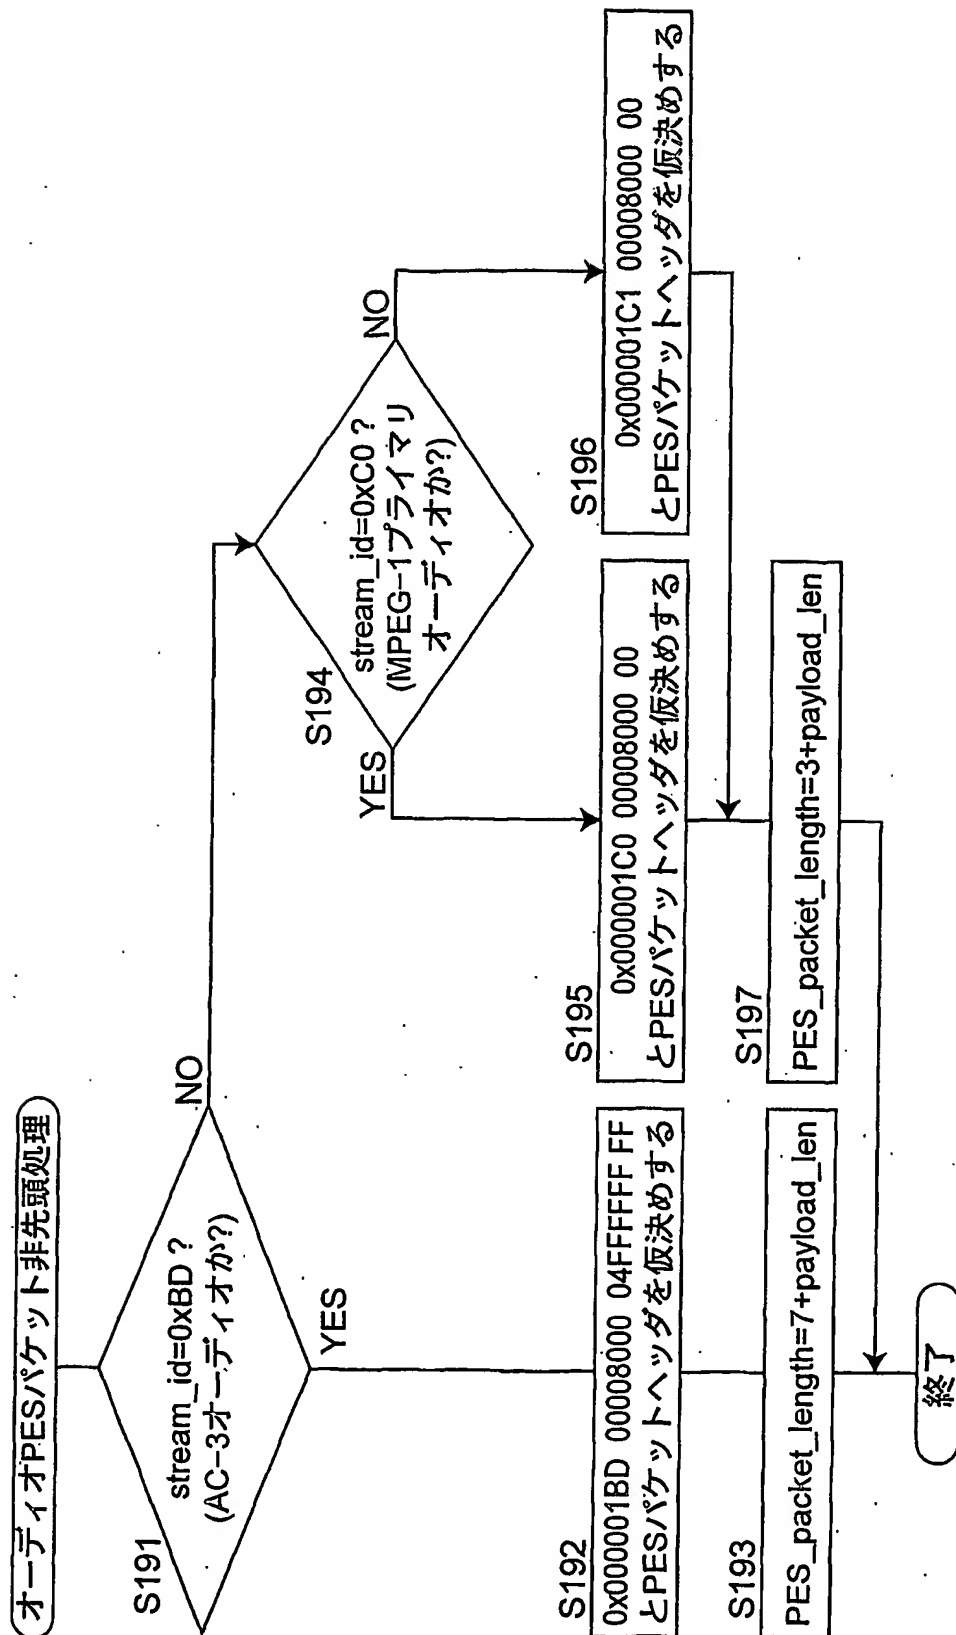 オーディオPESパケット非先頭処理
S191
stream_id=0xBD ?
(AC-3オーディオか?)
NO
YES
S192
0x000001BD 00008000 04FFFFFF FF
とPESパケットヘッダを仮決めする
S193
PES_packet_length=7+payload_len
S194
stream_id=0xC0 ?
(MPEG-1プライマリ
オーディオか?)
YES
NO
S195
0x000001C0 00008000 00
とPESパケットヘッダを仮決めする
S196
0x000001C1 00008000 00
とPESパケットヘッダを仮決めする
S197
PES_packet_length=3+payload_len
終了